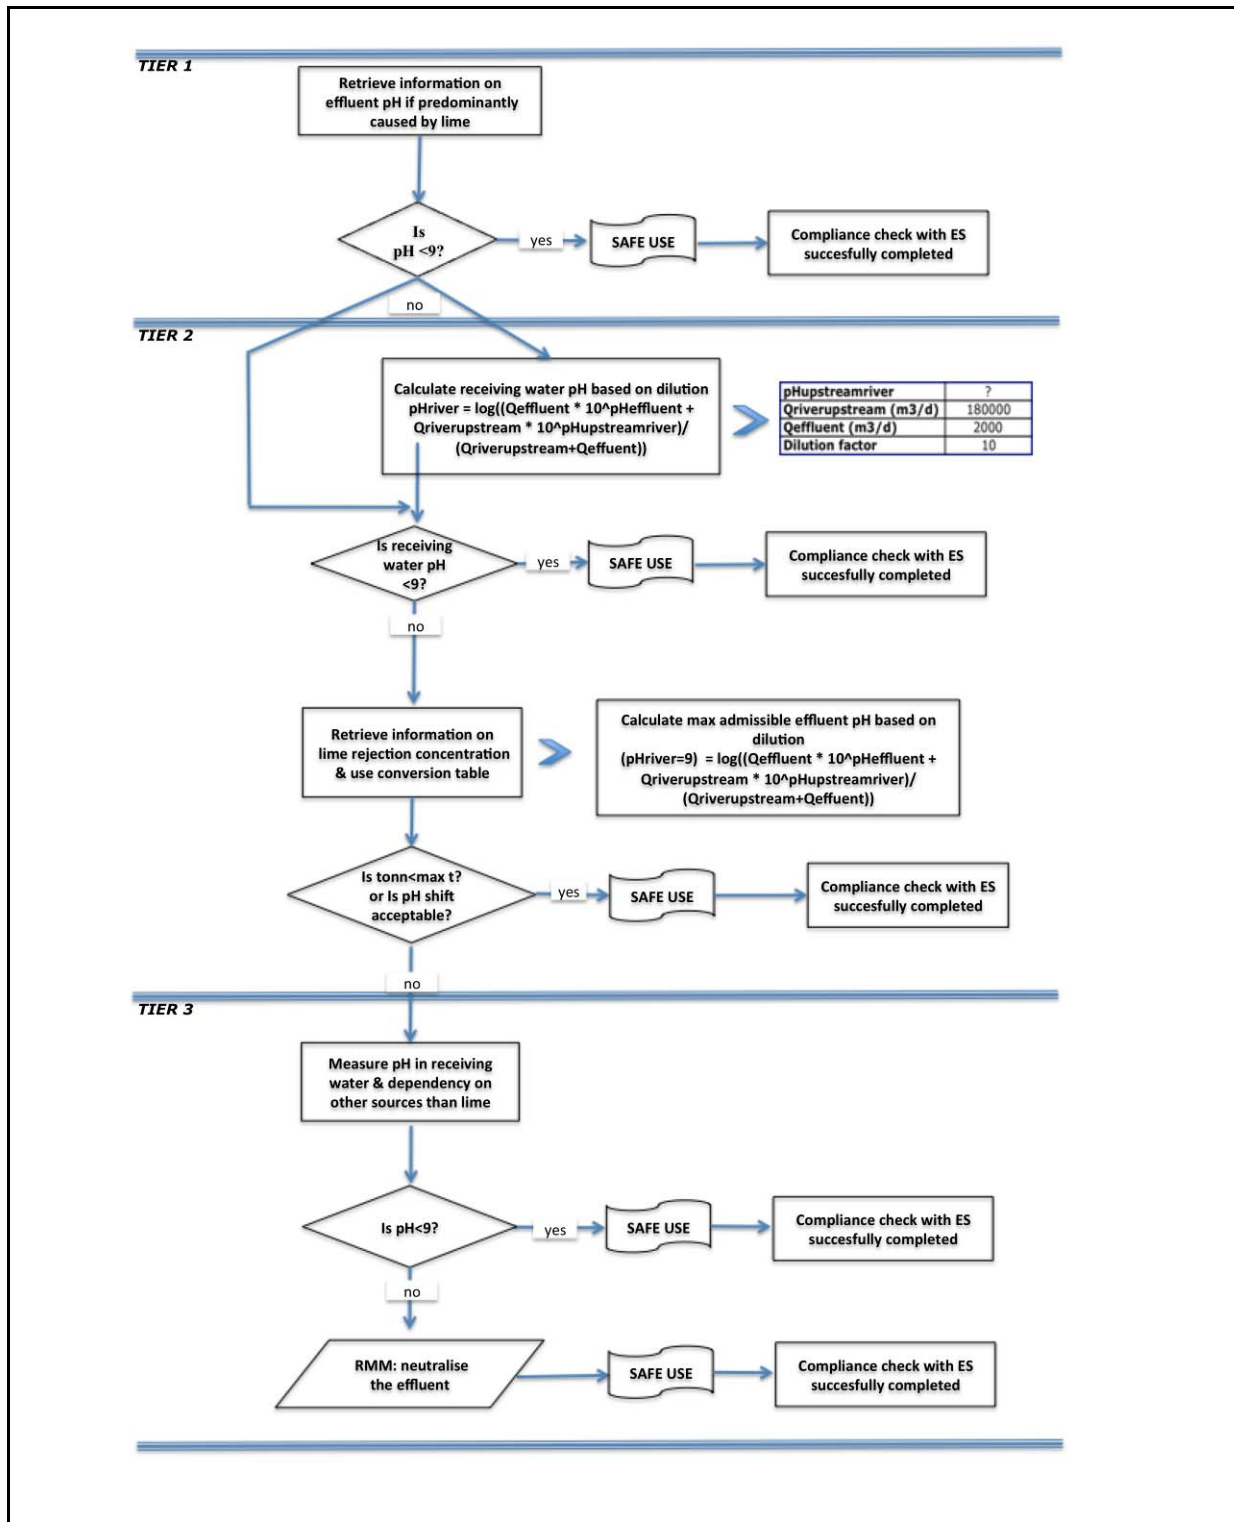 TIER 1
Retrieve information on
effluent pH if predominantly
caused by lime
Is
pH <9?
yes
SAFE USE
Compliance check with ES
succesfully completed
no
TIER 2
Calculate receiving water pH based on dilution
pHriver = log((Qeffluent * 10^pHeffluent +
Qriverupstream * 10^pHupstreamriver)/
(Qriverupstream+Qeffuent))
pHupstreamriver ?
Qriverupstream (m3/d) 180000
Qeffluent (m3/d) 2000
Dilution factor 10
Is receiving
water pH
<9?
yes
SAFE USE
Compliance check with ES
succesfully completed
no
Retrieve information on
lime rejection concentration
& use conversion table
Calculate max admissible effluent pH based on
dilution
(pHriver=9) = log((Qeffluent * 10^pHeffluent +
Qriverupstream * 10^pHupstreamriver)/
(Qriverupstream+Qeffuent))
Is tonn<max t?
or Is pH shift
acceptable?
yes
SAFE USE
Compliance check with ES
succesfully completed
no
TIER 3
Measure pH in receiving
water & dependency on
other sources than lime
Is pH<9?
yes
SAFE USE
Compliance check with ES
succesfully completed
no
RMM: neutralise
the effluent
SAFE USE
Compliance check with ES
succesfully completed